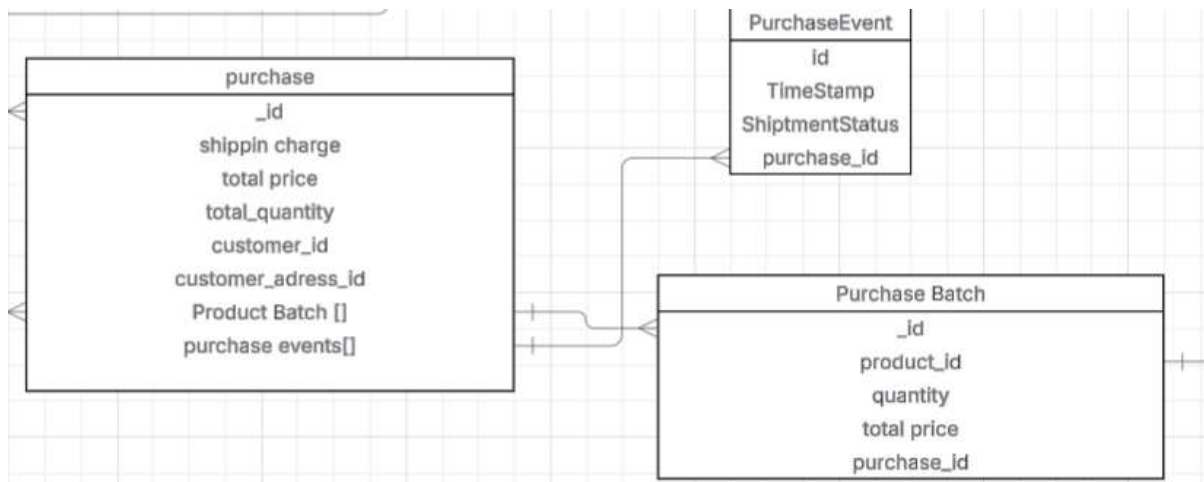 purchase
_id
shippin charge
total price
total_quantity
customer_id
customer_adress_id
Product Batch []
purchase events[]
PurchaseEvent
id
TimeStamp
ShiptmentStatus
purchase_id
Purchase Batch
_id
product_id
quantity
total price
purchase_id